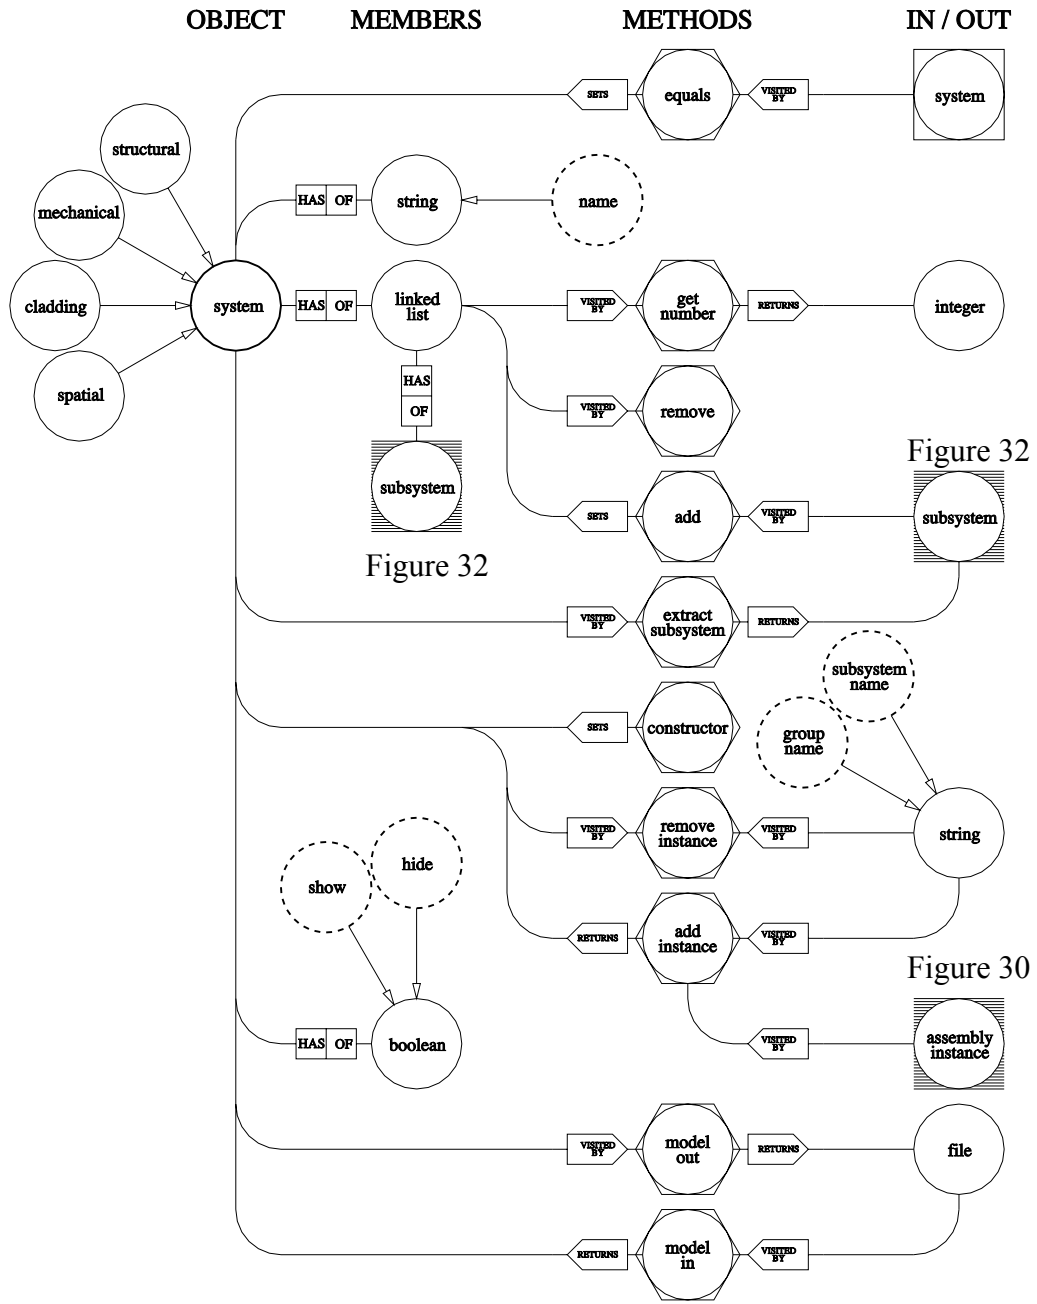 OBJECT MEMBERS METHODS IN / OUT
SETS equals VISITED BY system
structural
mechanical
HAS OF string name
cladding system HAS OF linked list VISITED BY get number RETURNS integer
spatial
HAS
OF
VISITED BY remove
Figure 32
subsystem
SETS add VISITED BY subsystem
Figure 32
VISITED BY extract subsystem RETURNS
subsystem name
SETS constructor
group name
VISITED BY remove instance VISITED BY string
show hide
RETURNS add instance VISITED BY
Figure 30
HAS OF boolean
VISITED BY assembly instance
VISITED BY model out RETURNS file
RETURNS model in VISITED BY